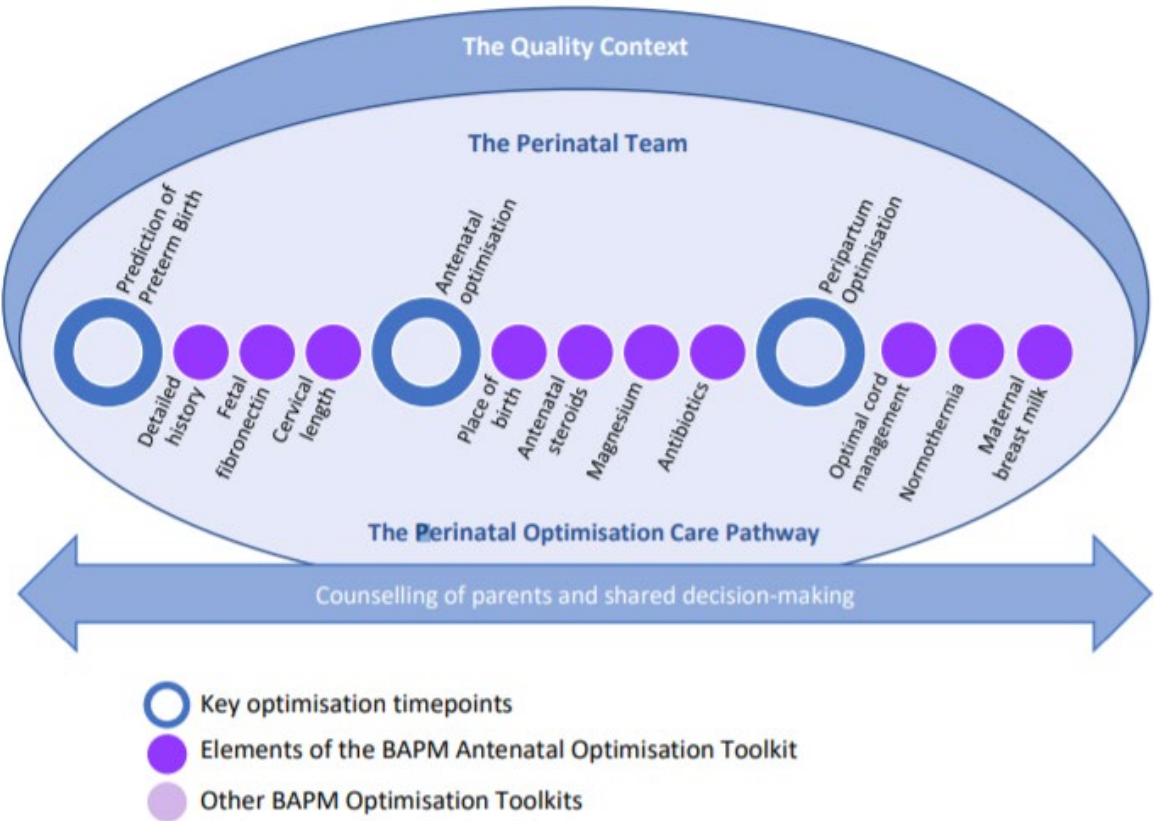 The Quality Context
The Perinatal Team
Prediction of
Preterm Birth
Antenatal
optimisation
Peripartum
Optimisation
Detailed
history
Fetal
fibronectin
Cervical
length
Place of
birth
Antenatal
steroids
Magnesium
Antibiotics
Optimal cord
management
Normothermia
Maternal
breast milk
The Perinatal Optimisation Care Pathway
Counselling of parents and shared decision-making
Key optimisation timepoints
Elements of the BAPM Antenatal Optimisation Toolkit
Other BAPM Optimisation Toolkits